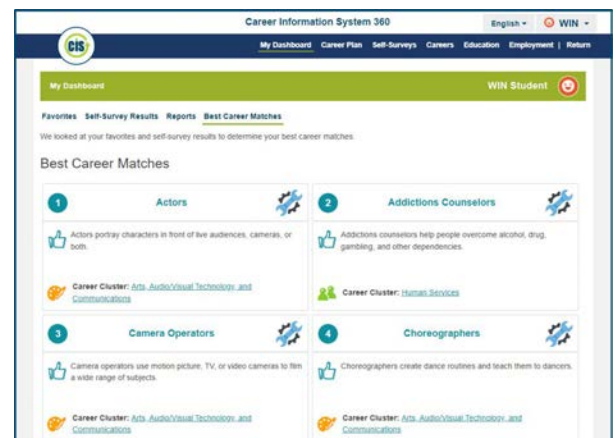 Career Information System 360
English
WIN
CIS
My Dashboard Career Plan Self-Surveys Careers Education Employment | Return
My Dashboard
WIN Student
Favorites Self-Survey Results Reports Best Career Matches
We looked at your favorites and self-survey results to determine your best career matches.
Best Career Matches
1 Actors
Actors portray characters in front of live audiences, cameras, or
both.
Career Cluster: Arts, Audio/Visual Technology, and
Communications
2 Addictions Counselors
Addictions counselors help people overcome alcohol, drug,
gambling, and other dependencies.
Career Cluster: Human Services
3 Camera Operators
Camera operators use motion picture, TV, or video cameras to film
a wide range of subjects.
Career Cluster: Arts, Audio/Visual Technology, and
Communications
4 Choreographers
Choreographers create dance routines and teach them to dancers.
Career Cluster: Arts, Audio/Visual Technology, and
Communications